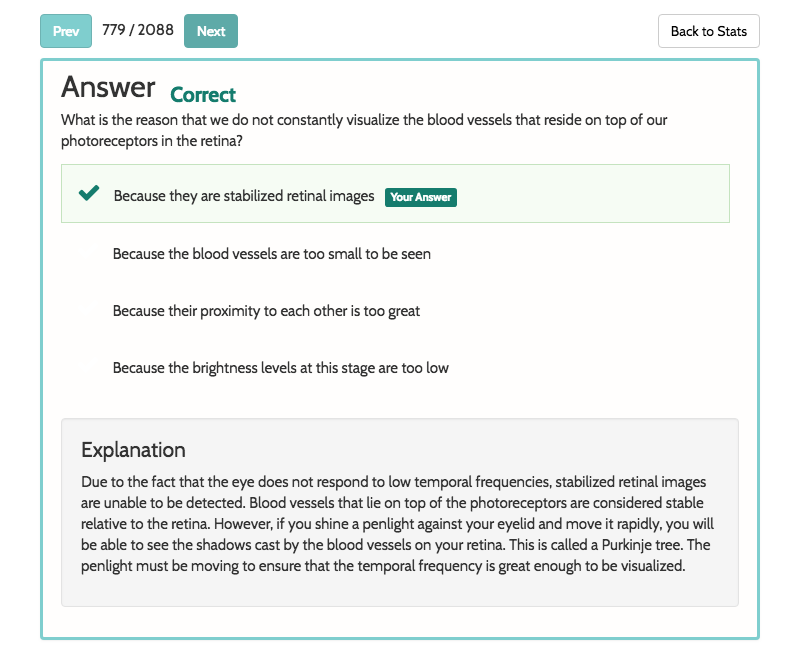 Prev 779 / 2088 Next Back to Stats
Answer Correct
What is the reason that we do not constantly visualize the blood vessels that reside on top of our
photoreceptors in the retina?
Because they are stabilized retinal images Your Answer
Because the blood vessels are too small to be seen
Because their proximity to each other is too great
Because the brightness levels at this stage are too low
Explanation
Due to the fact that the eye does not respond to low temporal frequencies, stabilized retinal images
are unable to be detected. Blood vessels that lie on top of the photoreceptors are considered stable
relative to the retina. However, if you shine a penlight against your eyelid and move it rapidly, you will
be able to see the shadows cast by the blood vessels on your retina. This is called a Purkinje tree. The
penlight must be moving to ensure that the temporal frequency is great enough to be visualized.